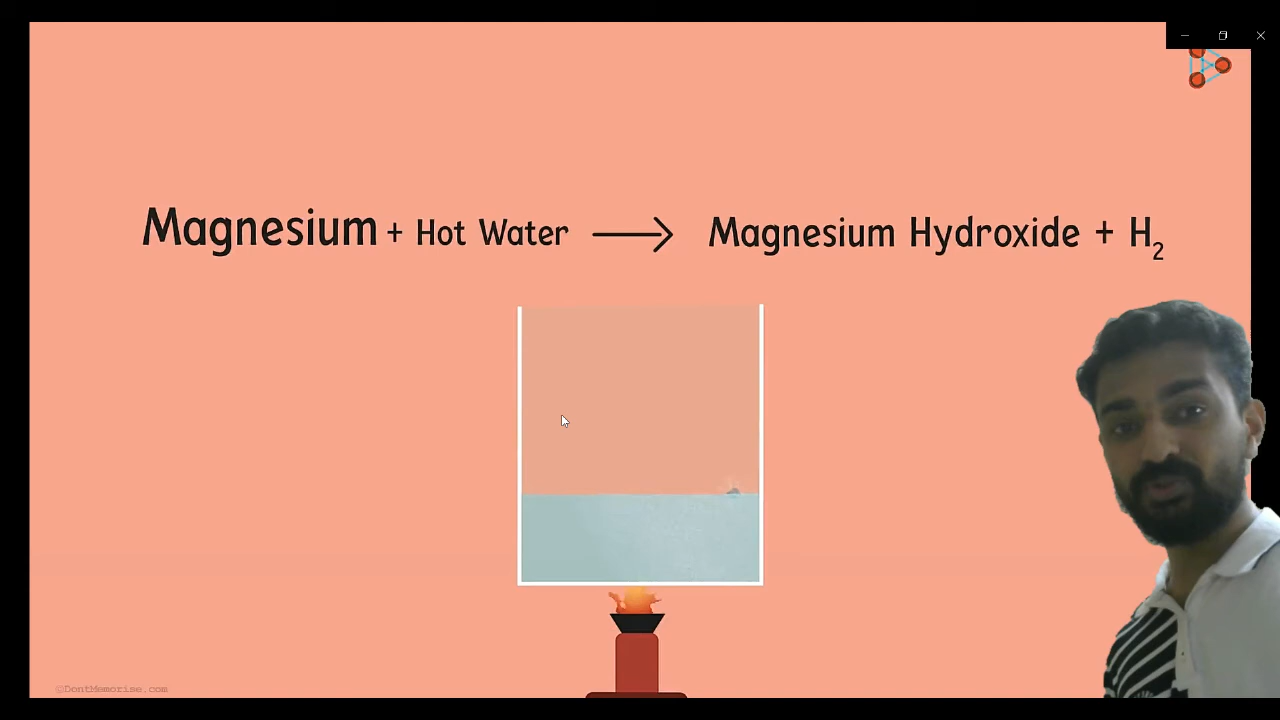 Magnesium + Hot Water ⟶ Magnesium Hydroxide + H₂
©DontMemorise.com